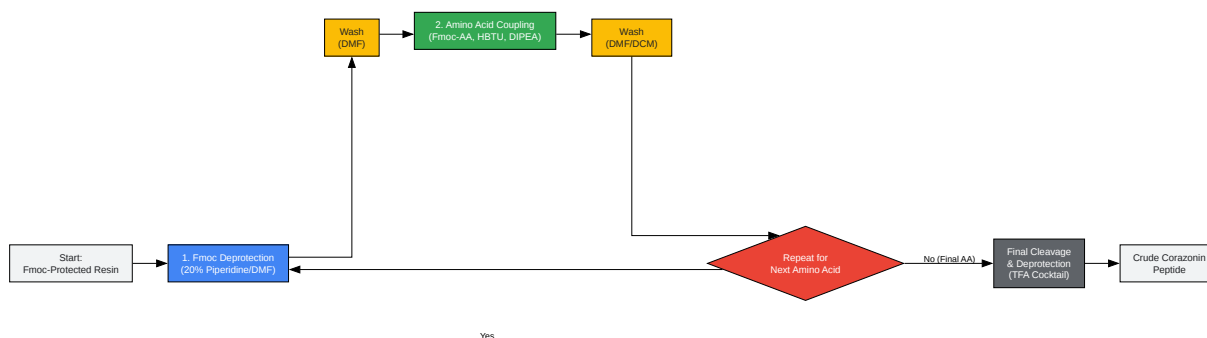 Wash
(DMF)
2. Amino Acid Coupling
(Fmoc-AA, HBTU, DIPEA)
Wash
(DMF/DCM)
Start:
Fmoc-Protected Resin
1. Fmoc Deprotection
(20% Piperidine/DMF)
Repeat for
Next Amino Acid
No (Final AA)
Final Cleavage
& Deprotection
(TFA Cocktail)
Crude Corazonin
Peptide
Yes